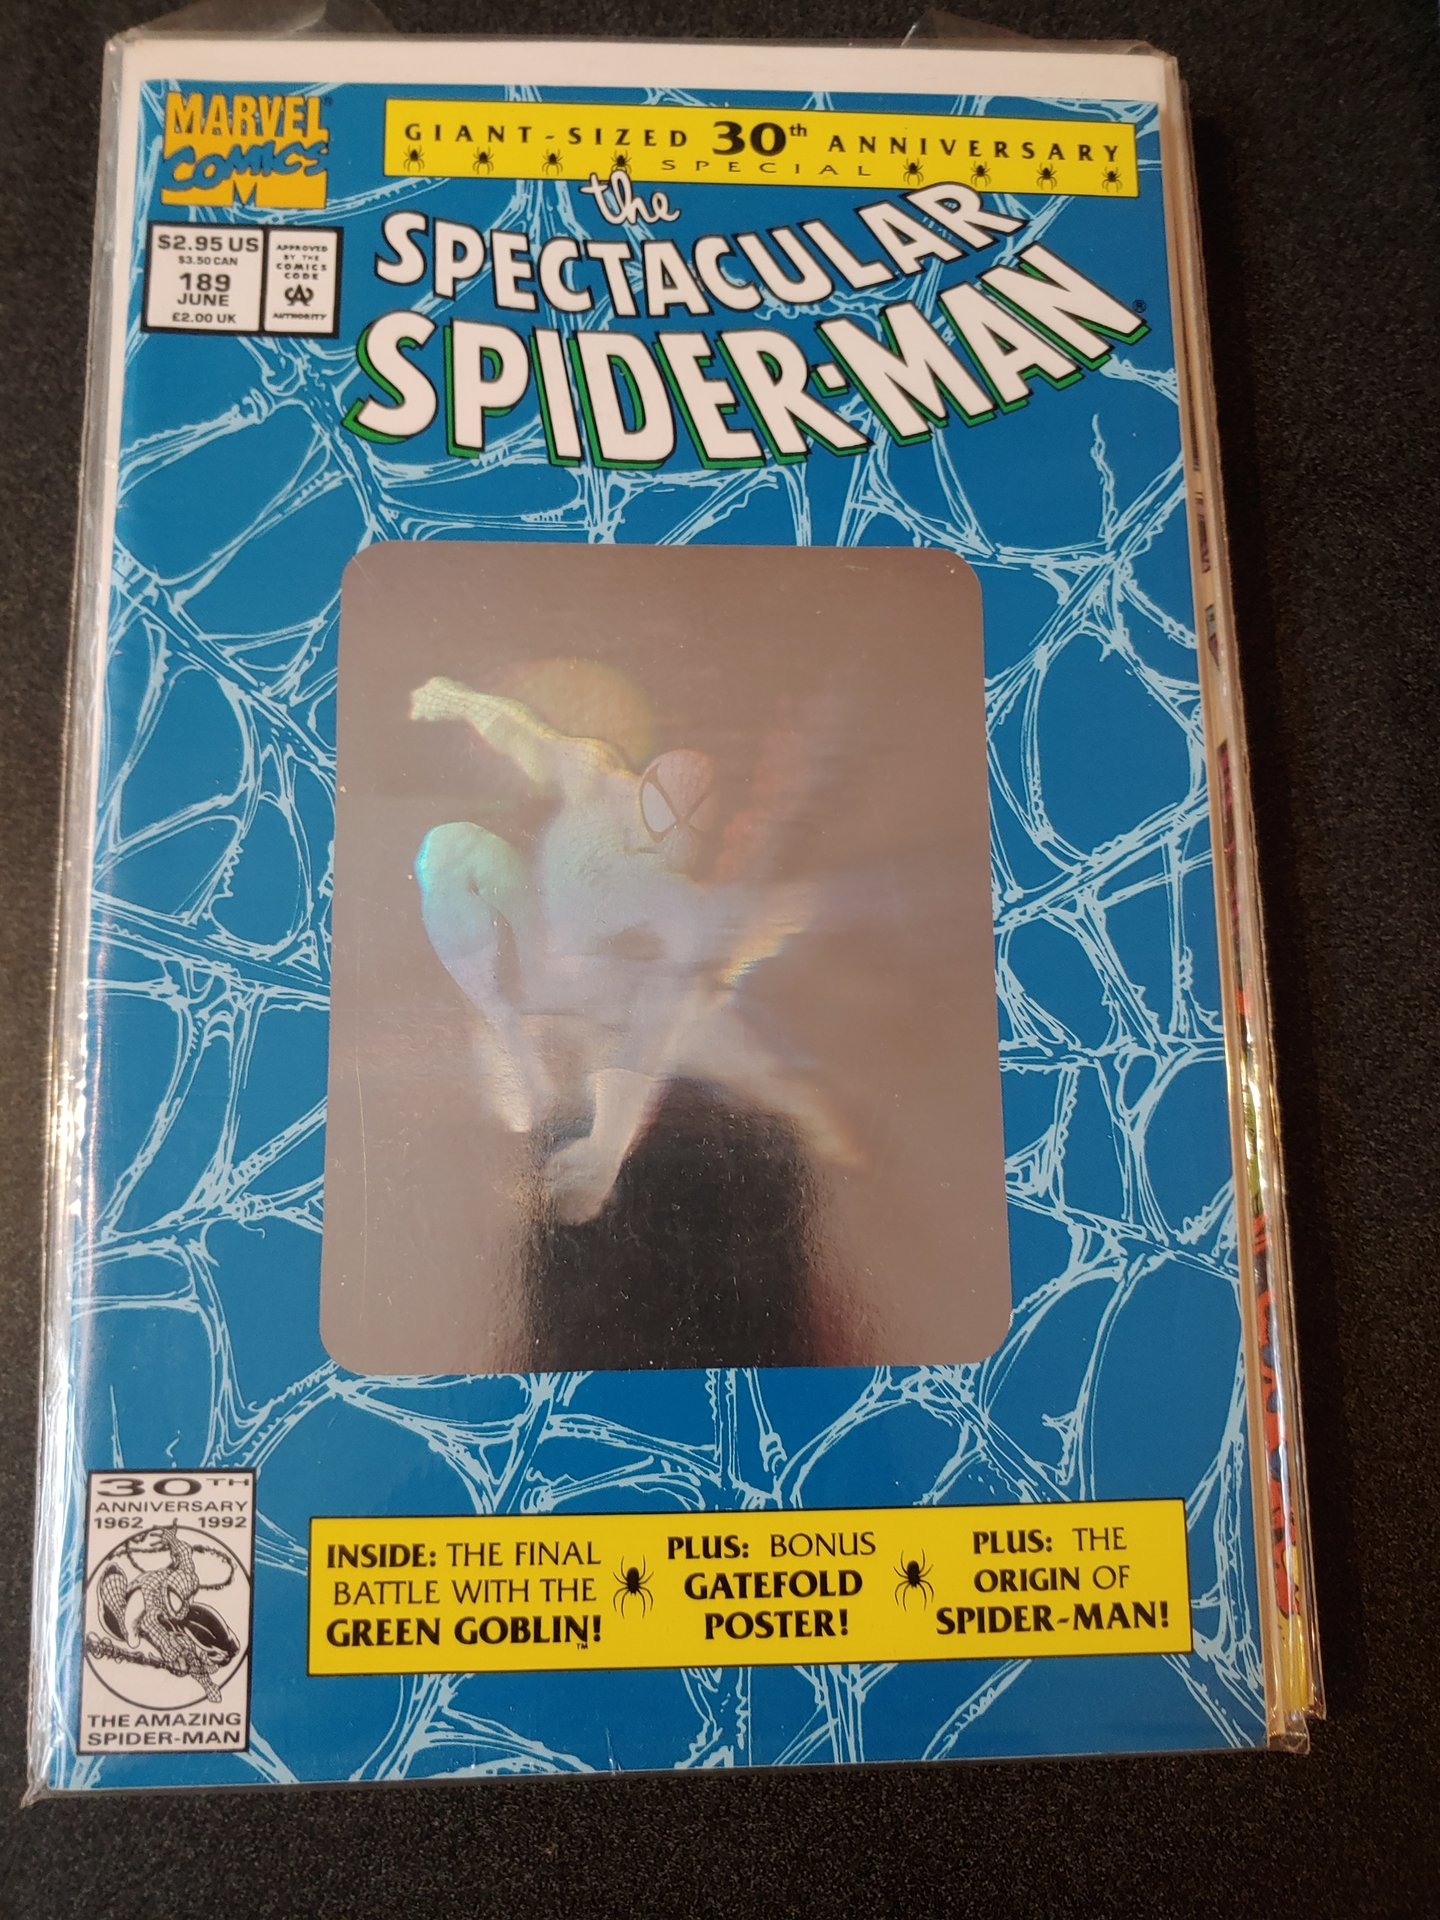 MARVEL®
COMICS
M
GIANT-SIZED 30th ANNIVERSARY
SPECIAL
the
SPECTACULAR
SPIDER-MAN®
$2.95 US
$3.50 CAN
189
JUNE
£2.00 UK
APPROVED
BY THE
COMICS
CODE
CA
AUTHORITY
30TH
ANNIVERSARY
1962 1992
THE AMAZING
SPIDER-MAN
INSIDE: THE FINAL
BATTLE WITH THE
GREEN GOBLIN!™
PLUS: BONUS
GATEFOLD
POSTER!
PLUS: THE
ORIGIN OF
SPIDER-MAN!